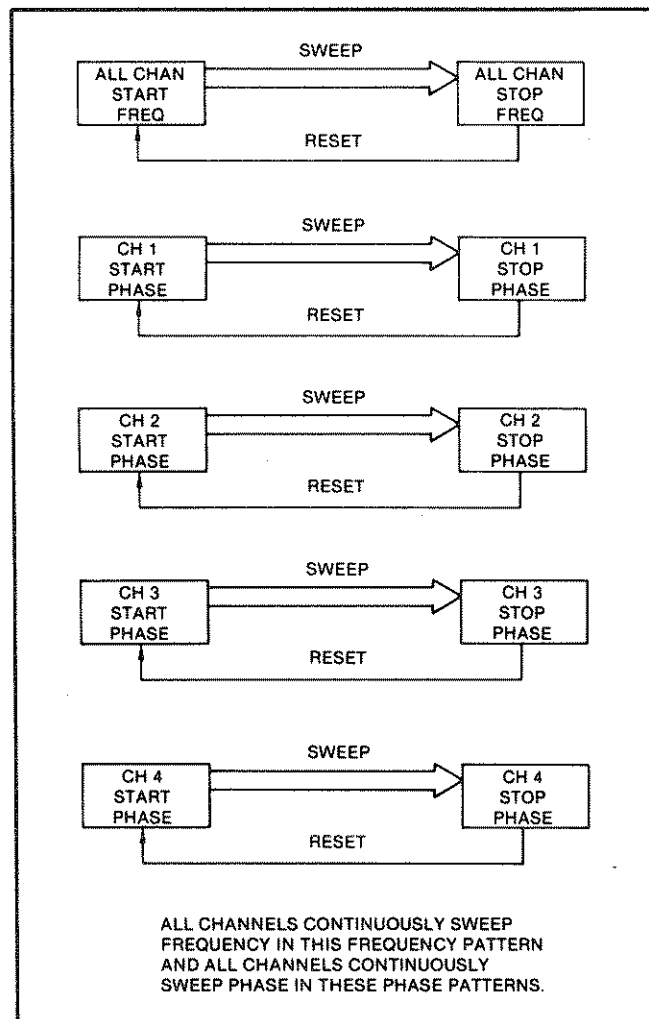 SWEEP
ALL CHAN
START
FREQ
ALL CHAN
STOP
FREQ
RESET
SWEEP
CH 1
START
PHASE
CH 1
STOP
PHASE
RESET
SWEEP
CH 2
START
PHASE
CH 2
STOP
PHASE
RESET
SWEEP
CH 3
START
PHASE
CH 3
STOP
PHASE
RESET
SWEEP
CH 4
START
PHASE
CH 4
STOP
PHASE
RESET
ALL CHANNELS CONTINUOUSLY SWEEP
FREQUENCY IN THIS FREQUENCY PATTERN
AND ALL CHANNELS CONTINUOUSLY
SWEEP PHASE IN THESE PHASE PATTERNS.